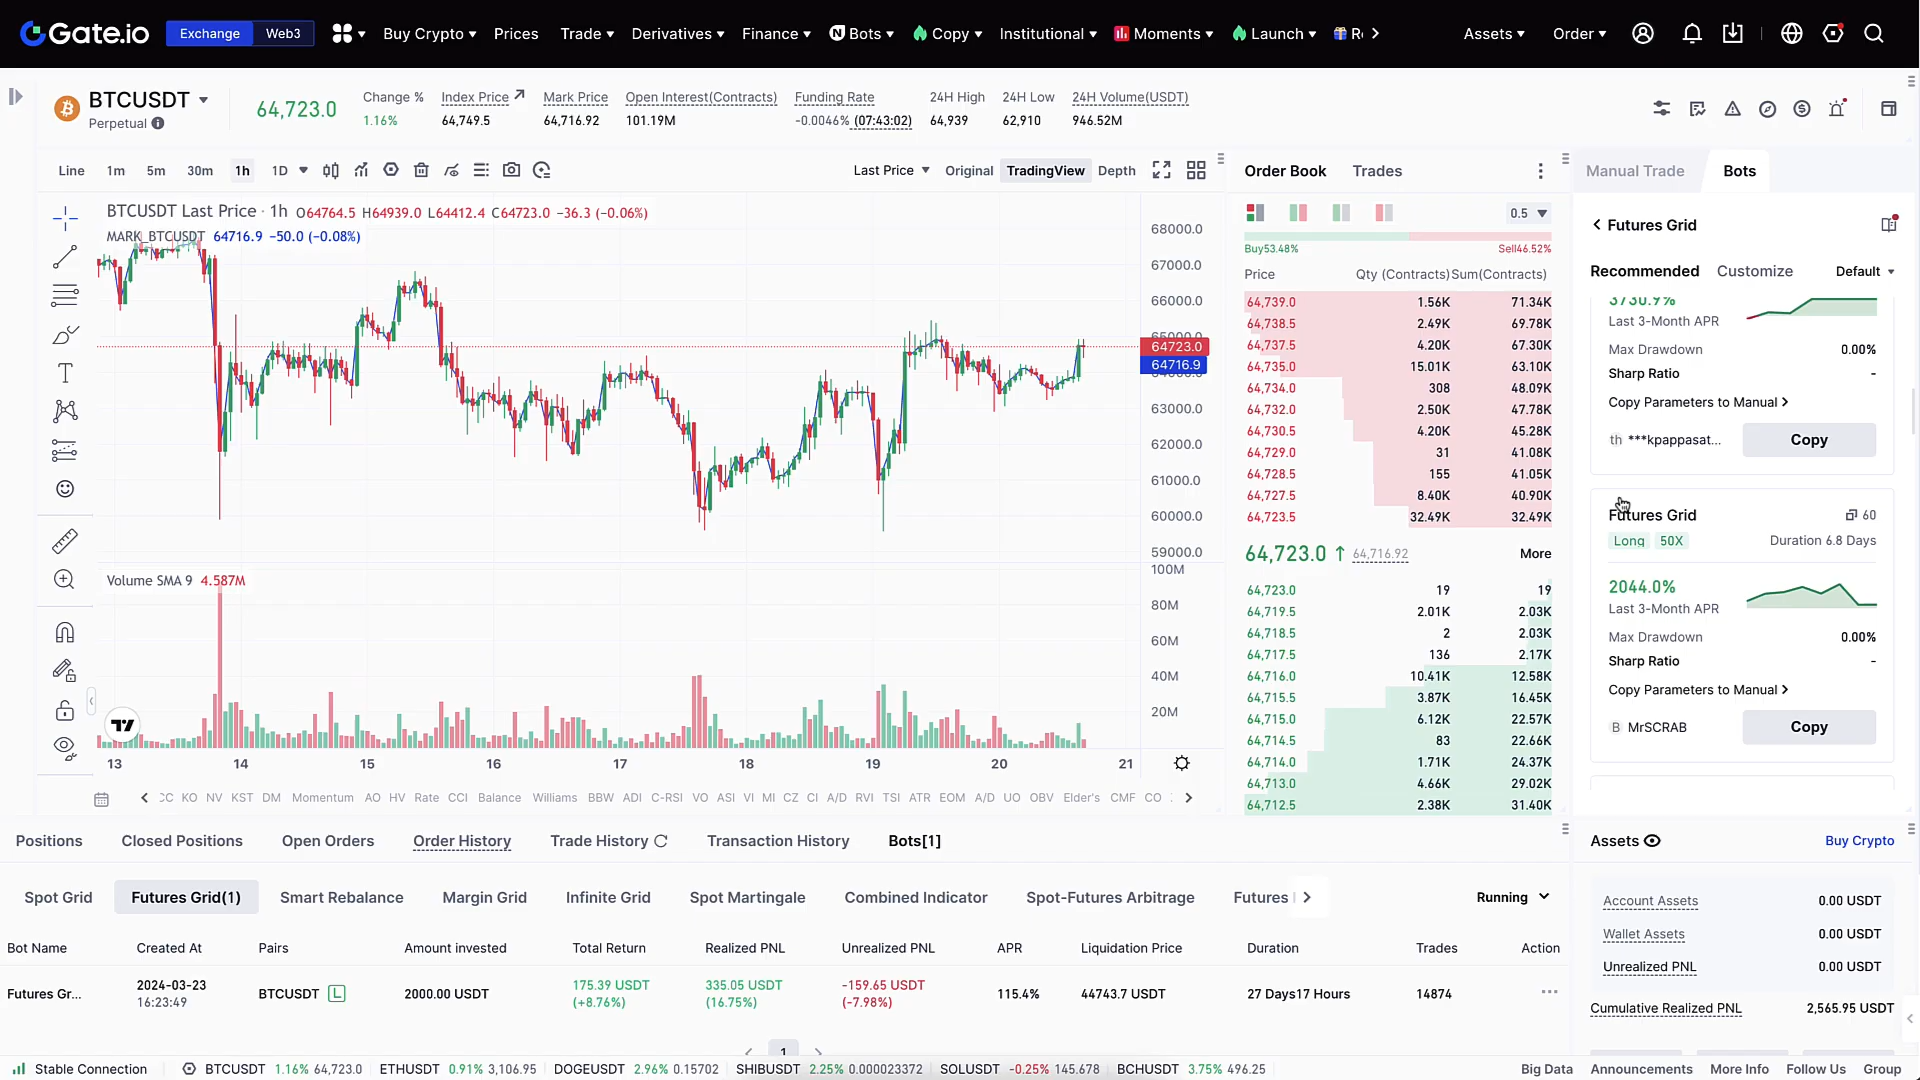 Gate.io Exchange Web3 Buy Crypto Prices Trade Derivatives Finance Bots Copy Institutional Moments Launch Assets Order
BTCUSDT
Perpetual
64,723.0
Change %
1.16%
Index Price
64,749.5
Mark Price
64,716.92
Open Interest(Contracts)
101.19M
Funding Rate
-0.0046% (07:43:02)
24H High
64,939
24H Low
62,910
24H Volume(USDT)
946.52M
Line 1m 5m 30m 1h 1D Last Price Original TradingView Depth
BTCUSDT Last Price · 1h O64764.5 H64939.0 L64412.4 C64723.0 -36.3 (-0.06%)
MARK_BTCUSDT 64716.9 -50.0 (-0.08%)
68000.0
67000.0
66000.0
65000.0
64723.0
64716.9
64000.0
63000.0
62000.0
61000.0
60000.0
59000.0
Volume SMA 9 4.587M
100M
80M
60M
40M
20M
13 14 15 16 17 18 19 20 21
CC KO NV KST DM Momentum AO HV Rate CCI Balance Williams BBW ADI C-RSI VO ASI VI MI CZ CI A/D RVI TSI ATR EOM A/D UO OBV Elder's CMF CO
Order Book Trades
0.5
Buy53.48% Sell46.52%
Price Qty (Contracts) Sum(Contracts)
64,739.0 1.56K 71.34K
64,738.5 2.49K 69.78K
64,737.5 4.20K 67.30K
64,735.0 15.01K 63.10K
64,734.0 308 48.09K
64,732.0 2.50K 47.78K
64,730.5 4.20K 45.28K
64,729.0 31 41.08K
64,728.5 155 41.05K
64,727.5 8.40K 40.90K
64,723.5 32.49K 32.49K
64,723.0 ↑ 64,716.92 More
64,723.0 19 19
64,719.5 2.01K 2.03K
64,718.5 2 2.03K
64,717.5 136 2.17K
64,716.0 10.41K 12.58K
64,715.5 3.87K 16.45K
64,715.0 6.12K 22.57K
64,714.5 83 22.66K
64,714.0 1.71K 24.37K
64,713.0 4.66K 29.02K
64,712.5 2.38K 31.40K
Manual Trade Bots
Futures Grid
Recommended Customize Default
3730.9%
Last 3-Month APR
Max Drawdown 0.00%
Sharp Ratio -
Copy Parameters to Manual
th ***kpappasat... Copy
Futures Grid 60
Long 50X Duration 6.8 Days
2044.0%
Last 3-Month APR
Max Drawdown 0.00%
Sharp Ratio -
Copy Parameters to Manual
B MrSCRAB Copy
Positions Closed Positions Open Orders Order History Trade History Transaction History Bots[1]
Spot Grid Futures Grid(1) Smart Rebalance Margin Grid Infinite Grid Spot Martingale Combined Indicator Spot-Futures Arbitrage Futures Running
Bot Name Created At Pairs Amount invested Total Return Realized PNL Unrealized PNL APR Liquidation Price Duration Trades Action
Futures Gr... 2024-03-23 16:23:49 BTCUSDT L 2000.00 USDT 175.39 USDT (+8.76%) 335.05 USDT (16.75%) -159.65 USDT (-7.98%) 115.4% 44743.7 USDT 27 Days17 Hours 14874 ...
1
Assets Buy Crypto
Account Assets 0.00 USDT
Wallet Assets 0.00 USDT
Unrealized PNL 0.00 USDT
Cumulative Realized PNL 2,565.95 USDT
Stable Connection BTCUSDT 1.16% 64,723.0 ETHUSDT 0.91% 3,106.95 DOGEUSDT 2.96% 0.15702 SHIBUSDT 2.25% 0.000023372 SOLUSDT -0.25% 145.678 BCHUSDT 3.75% 496.25 Big Data Announcements More Info Follow Us Group